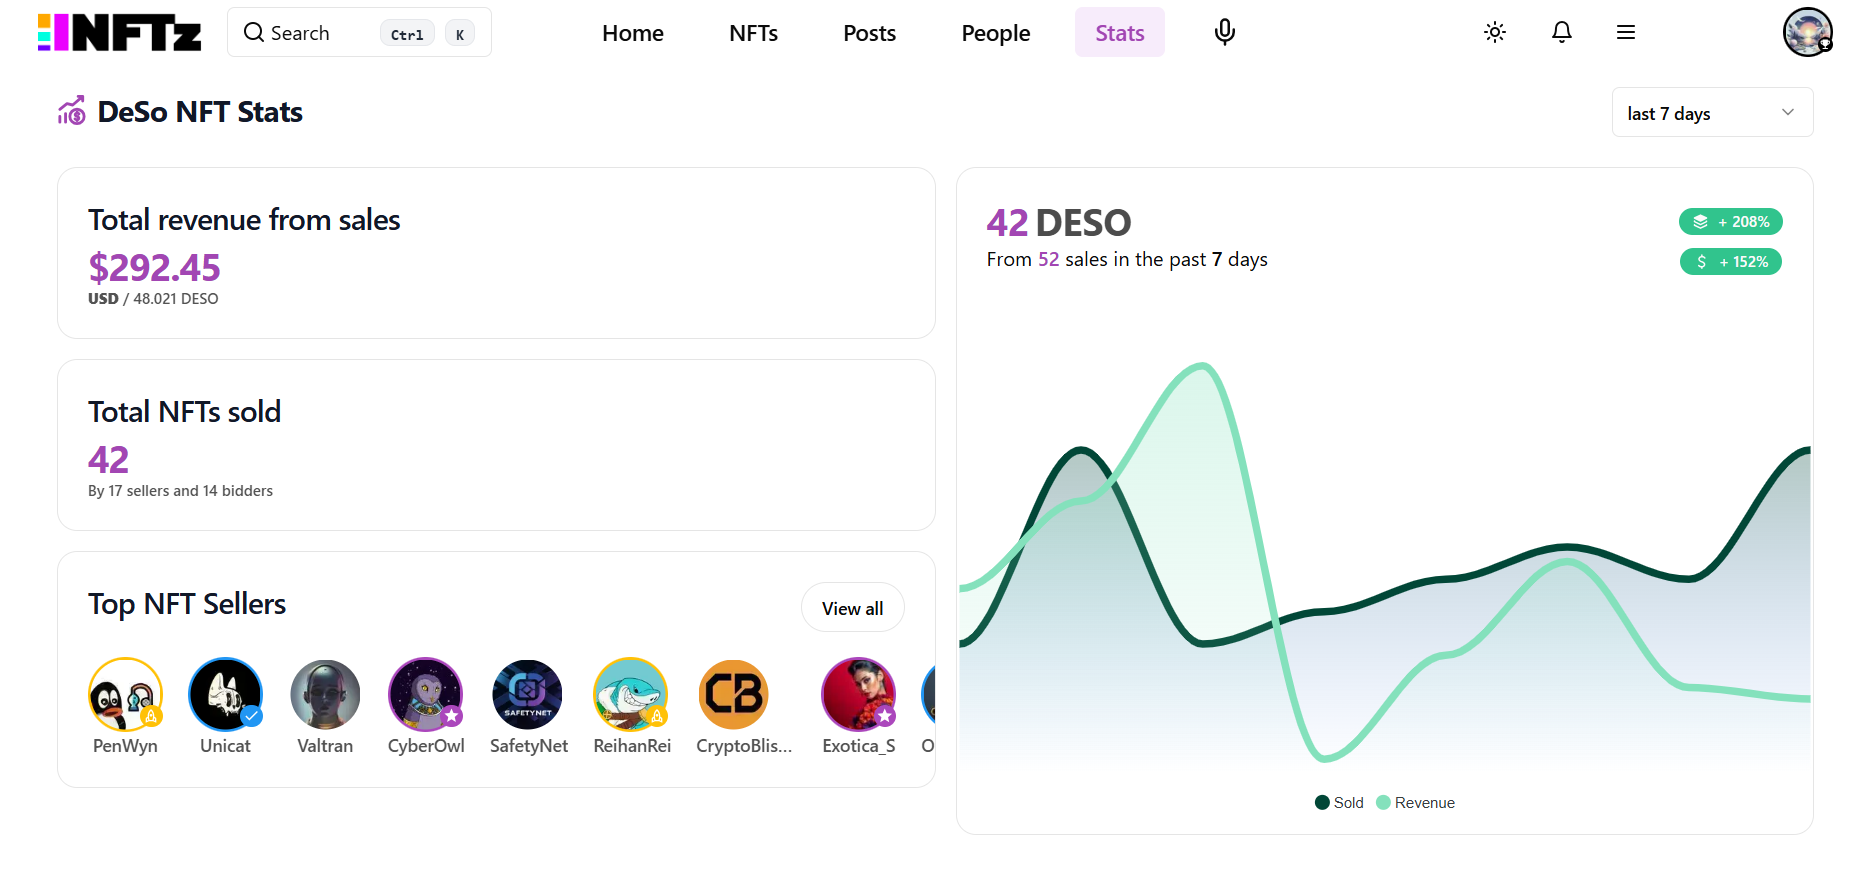 NFTz
Search Ctrl K
Home NFTs Posts People Stats
DeSo NFT Stats
last 7 days
Total revenue from sales
$292.45
USD / 48.021 DESO
Total NFTs sold
42
By 17 sellers and 14 bidders
Top NFT Sellers
View all
SAFETYNET
CB
PenWyn Unicat Valtran CyberOwl SafetyNet ReihanRei CryptoBlis... Exotica_S O
42 DESO
From 52 sales in the past 7 days
+ 208%
$ + 152%
Sold Revenue